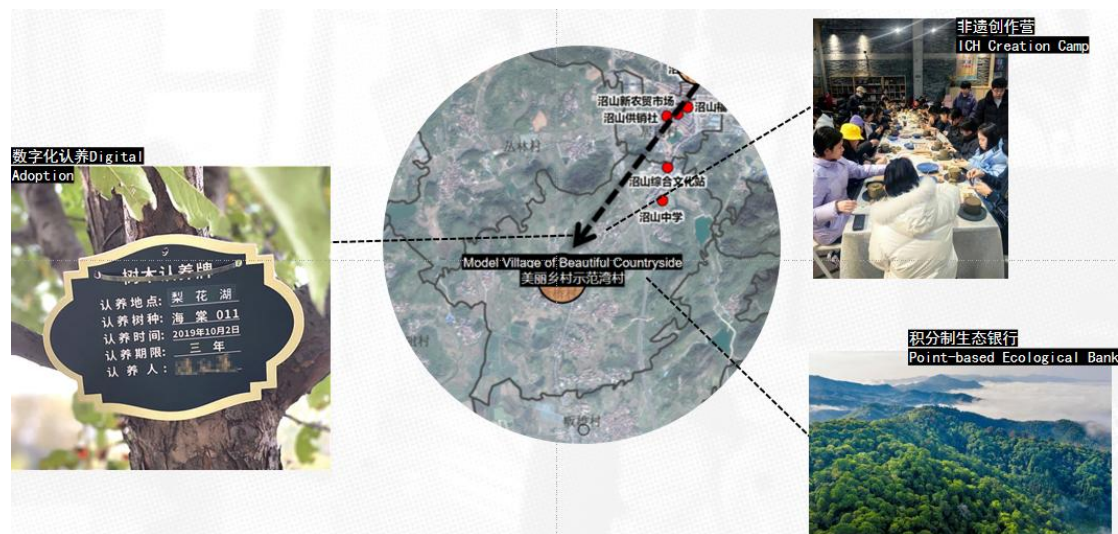 数字化认养Digital
Adoption
树木认养牌
认养地点：梨花湖
认养树种：海棠 011
认养时间：2019年10月2日
认养期限：三年
认养人：
沼山新农贸市场
沼山供销社
沼山
丛林村
沼山综合文化站
沼山中学
Model Village of Beautiful Countryside
美丽乡村示范湾村
非遗创作营
ICH Creation Camp
积分制生态银行
Point-based Ecological Bank